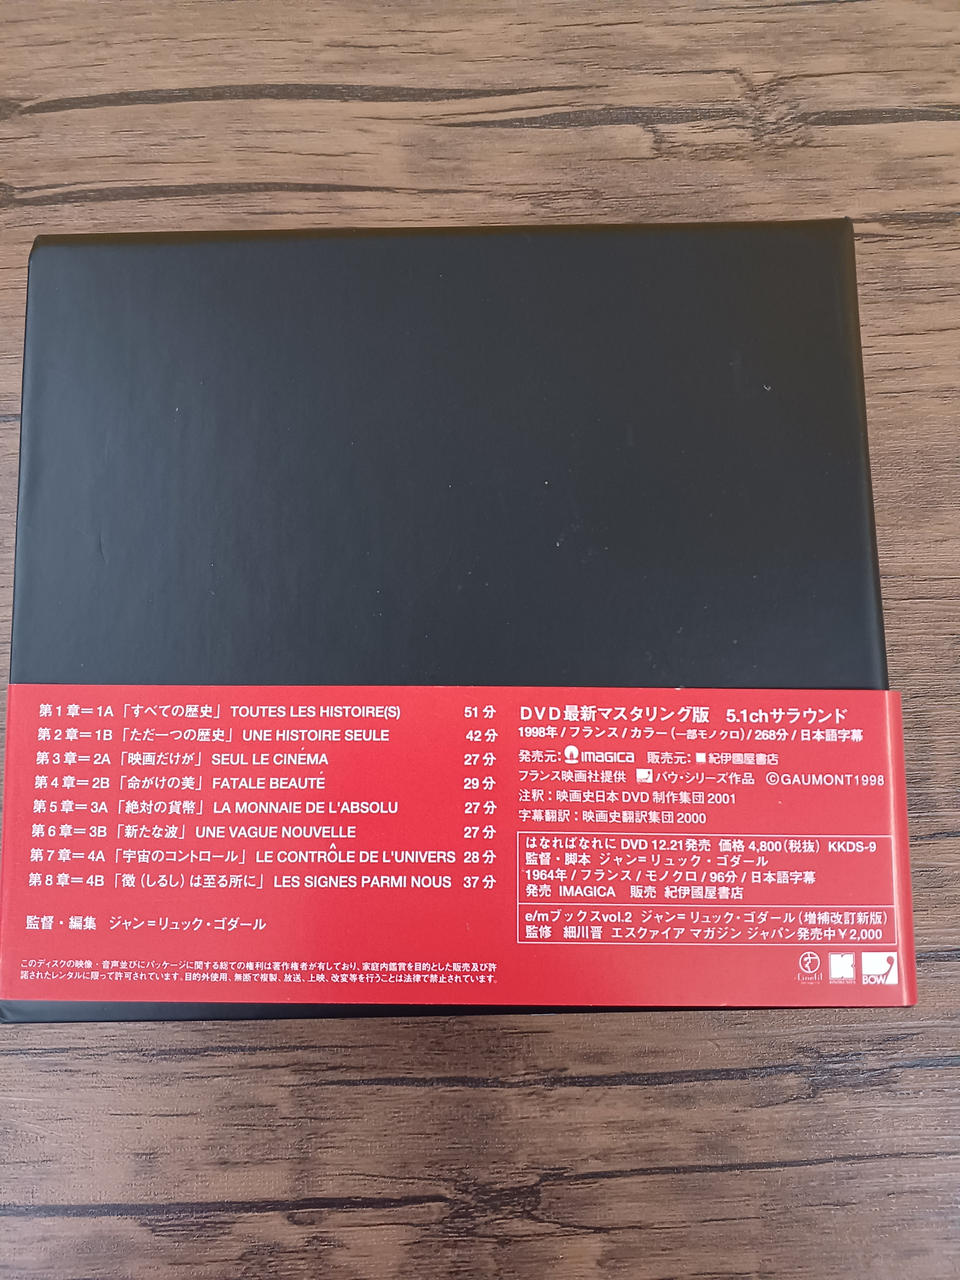 第1章=1A「すべての歴史」TOUTES LES HISTOIRE(S) 51分
第2章=1B「ただ一つの歴史」UNE HISTOIRE SEULE 42分
第3章=2A「映画だけが」SEUL LE CINÉMA 27分
第4章=2B「命がけの美」FATALE BEAUTÉ 29分
第5章=3A「絶対の貨幣」LA MONNAIE DE L'ABSOLU 27分
第6章=3B「新たな波」UNE VAGUE NOUVELLE 27分
第7章=4A「宇宙のコントロール」LE CONTRÔLE DE L'UNIVERS 28分
第8章=4B「徴(しるし)は至る所に」LES SIGNES PARMI NOUS 37分
監督・編集 ジャン=リュック・ゴダール
このディスクの映像・音声並びにパッケージに関する総ての権利は著作権者が有しており、家庭内鑑賞を目的とした販売及び許
諾されたレンタルに限って許可されています。目的外使用、無断で複製、放送、上映、改変等を行うことは法律で禁止されています。
DVD最新マスタリング版 5.1chサラウンド
1998年/フランス/カラー(一部モノクロ)/268分/日本語字幕
発売元:IMAGICA 販売元:紀伊國屋書店
フランス映画社提供 バウ・シリーズ作品 ©GAUMONT1998
注釈:映画史日本DVD制作集団2001
字幕翻訳:映画史翻訳集団2000
はなればなれに DVD 12.21発売 価格4,800(税抜) KKDS-9
監督・脚本 ジャン=リュック・ゴダール
1964年/フランス/モノクロ/96分/日本語字幕
発売 IMAGICA 販売 紀伊國屋書店
e/mブックスvol.2 ジャン=リュック・ゴダール(増補改訂新版)
監修 細川晋 エスクァイア マガジン ジャパン発売中¥2,000
BOW